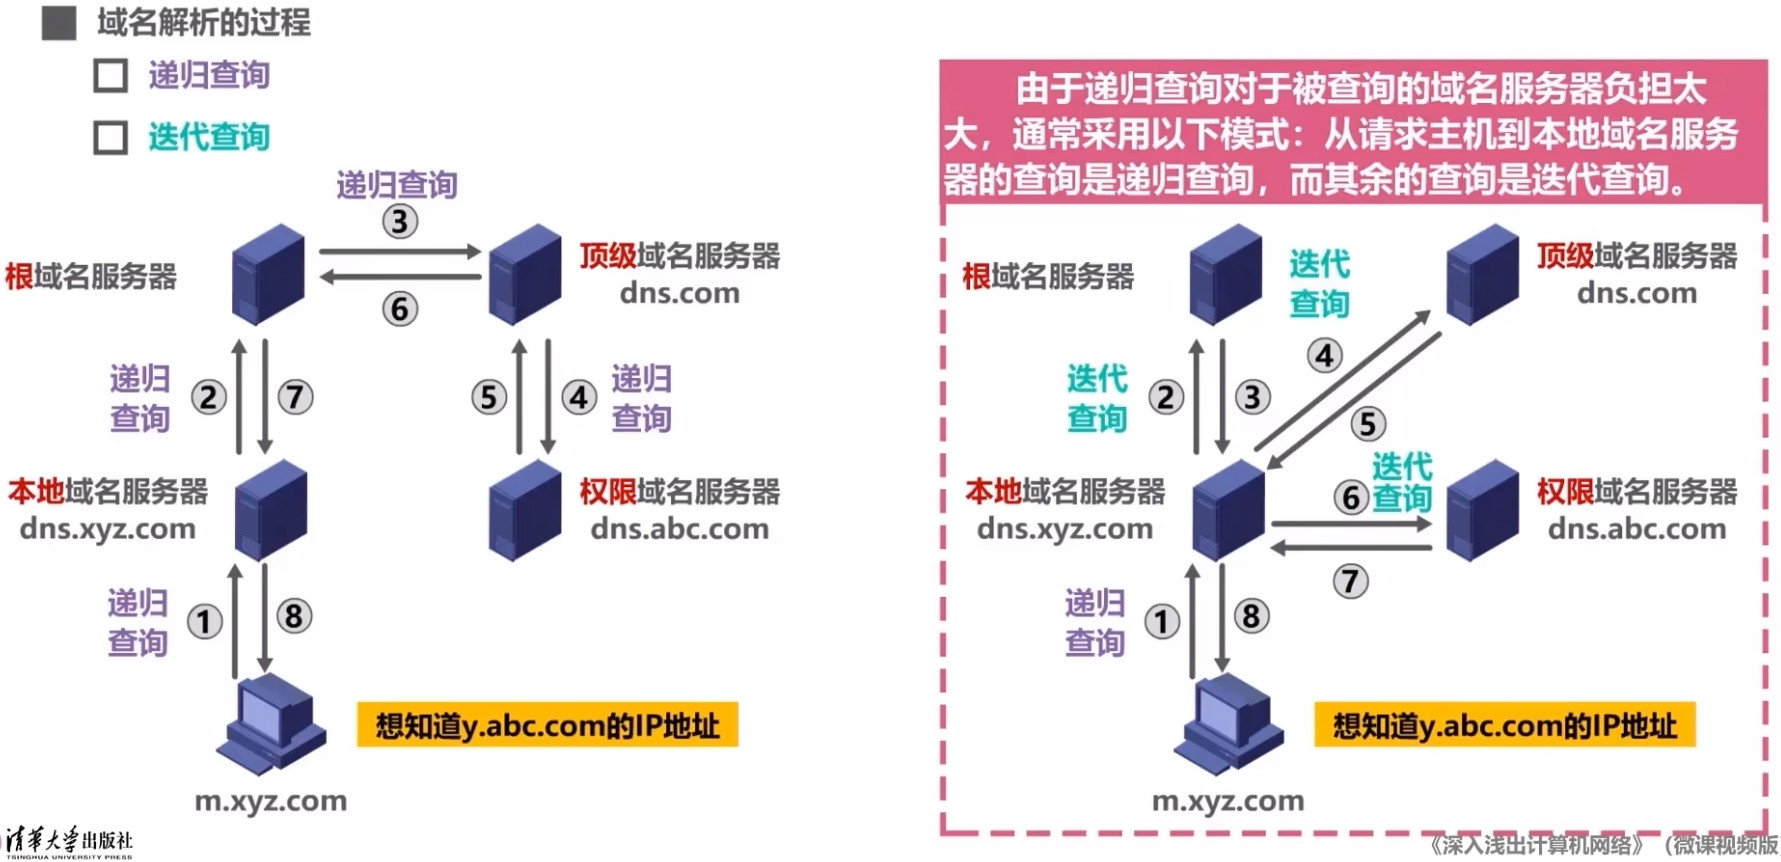 域名解析的过程
递归查询
迭代查询
递归查询
③
根域名服务器
顶级域名服务器
dns.com
⑥
递归
查询
②
⑦
⑤
④
递归
查询
本地域名服务器
dns.xyz.com
权限域名服务器
dns.abc.com
递归
查询
①
⑧
想知道y.abc.com的IP地址
m.xyz.com
清华大学出版社
TSINGHUA UNIVERSITY PRESS
由于递归查询对于被查询的域名服务器负担太
大，通常采用以下模式：从请求主机到本地域名服务
器的查询是递归查询，而其余的查询是迭代查询。
根域名服务器
迭代
查询
顶级域名服务器
dns.com
④
迭代
查询
②
③
⑤
本地域名服务器
dns.xyz.com
迭代
查询
⑥
权限域名服务器
dns.abc.com
⑦
递归
查询
①
⑧
想知道y.abc.com的IP地址
m.xyz.com
《深入浅出计算机网络》（微课视频版